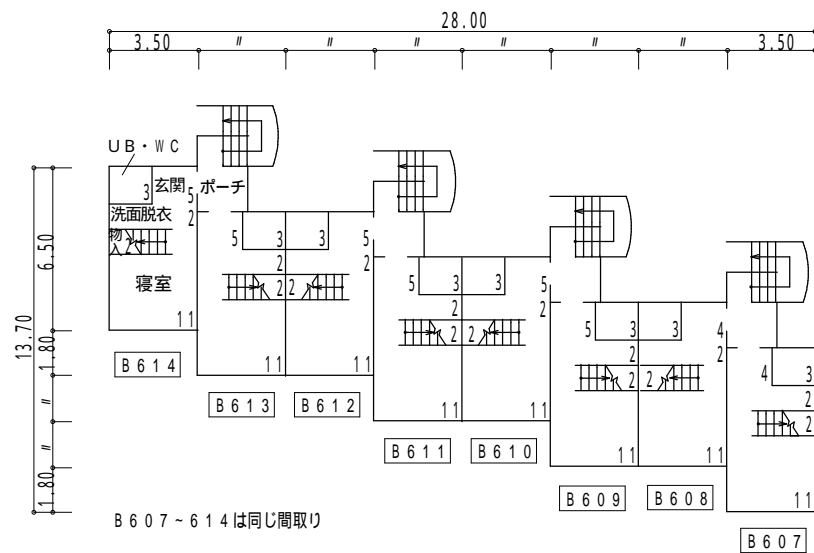 28.00
3.50 〃 〃 〃 〃 〃 〃 3.50
UB・WC
玄関 ポーチ
3 5
洗面脱衣 2
物入 2
寝室
11
B614
5 3 3 5
2 2
2 2
11 11
B613
B612
5 3 3 5
2 2
2 2
11 11
B611
B610
5 3 3 4
2 2
2 2
11 11
B609
B608
4 3
2
2
11
B607
13.70
6.50
1.80
〃
〃
1.80
B607~614は同じ間取り